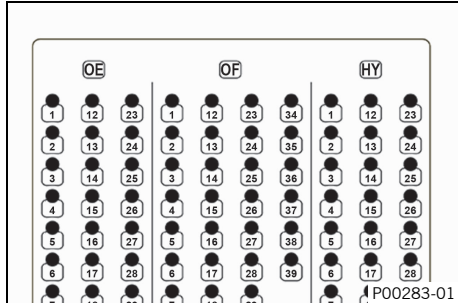 OE OF HY
1 12 23 1 12 23 34 1 12 23
2 13 24 2 13 24 35 2 13 24
3 14 25 3 14 25 36 3 14 25
4 15 26 4 15 26 37 4 15 26
5 16 27 5 16 27 38 5 16 27
6 17 28 6 17 28 39 6 17 28
P00283-01